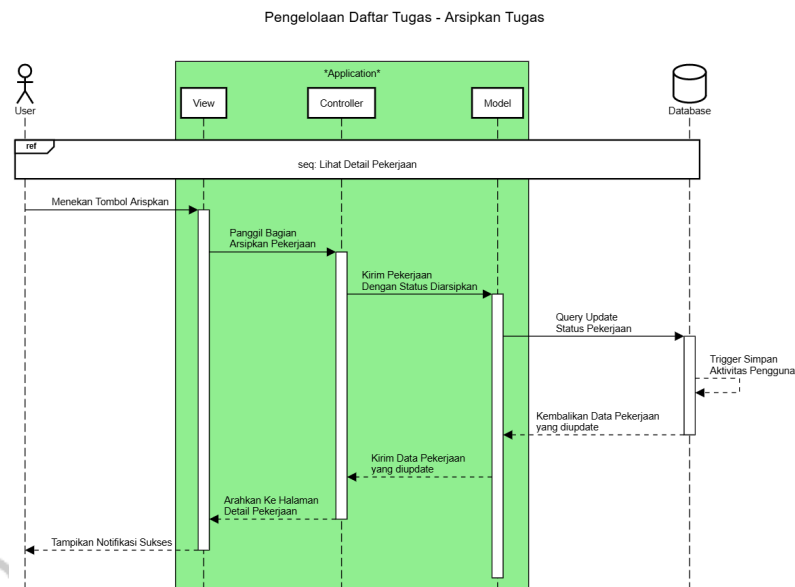 Pengelolaan Daftar Tugas - Arsipkan Tugas
*Application*
View
Controller
Model
User
Database
ref
seq: Lihat Detail Pekerjaan
Menekan Tombol Arispkan
Panggil Bagian
Arsipkan Pekerjaan
Kirim Pekerjaan
Dengan Status Diarsipkan
Query Update
Status Pekerjaan
Trigger Simpan
Aktivitas Pengguna
Kembalikan Data Pekerjaan
yang diupdate
Kirim Data Pekerjaan
yang diupdate
Arahkan Ke Halaman
Detail Pekerjaan
Tampikan Notifikasi Sukses